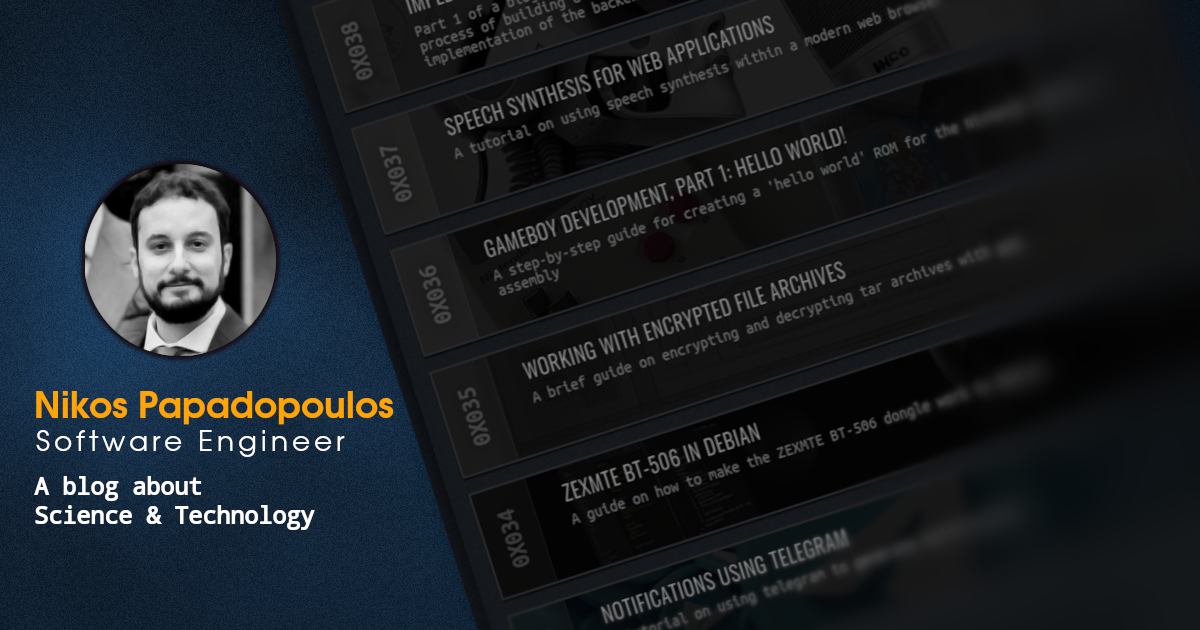 Nikos Papadopoulos
Software Engineer
A blog about
Science & Technology
0X038
Part 1 of a
process of building a
implementation of the
0X037
SPEECH SYNTHESIS FOR WEB APPLICATIONS
A tutorial on using speech synthesis within a modern web
0X036
GAMEBOY DEVELOPMENT, PART 1: HELLO WORLD!
A step-by-step guide for creating a 'hello world' ROM for the
assembly
0X035
WORKING WITH ENCRYPTED FILE ARCHIVES
A brief guide on encrypting and decrypting tar archives with
0X034
ZEXMTE BT-506 IN DEBIAN
A guide on how to make the ZEXMTE BT-506 dongle work
NOTIFICATIONS USING TELEGRAM
on using telegram to